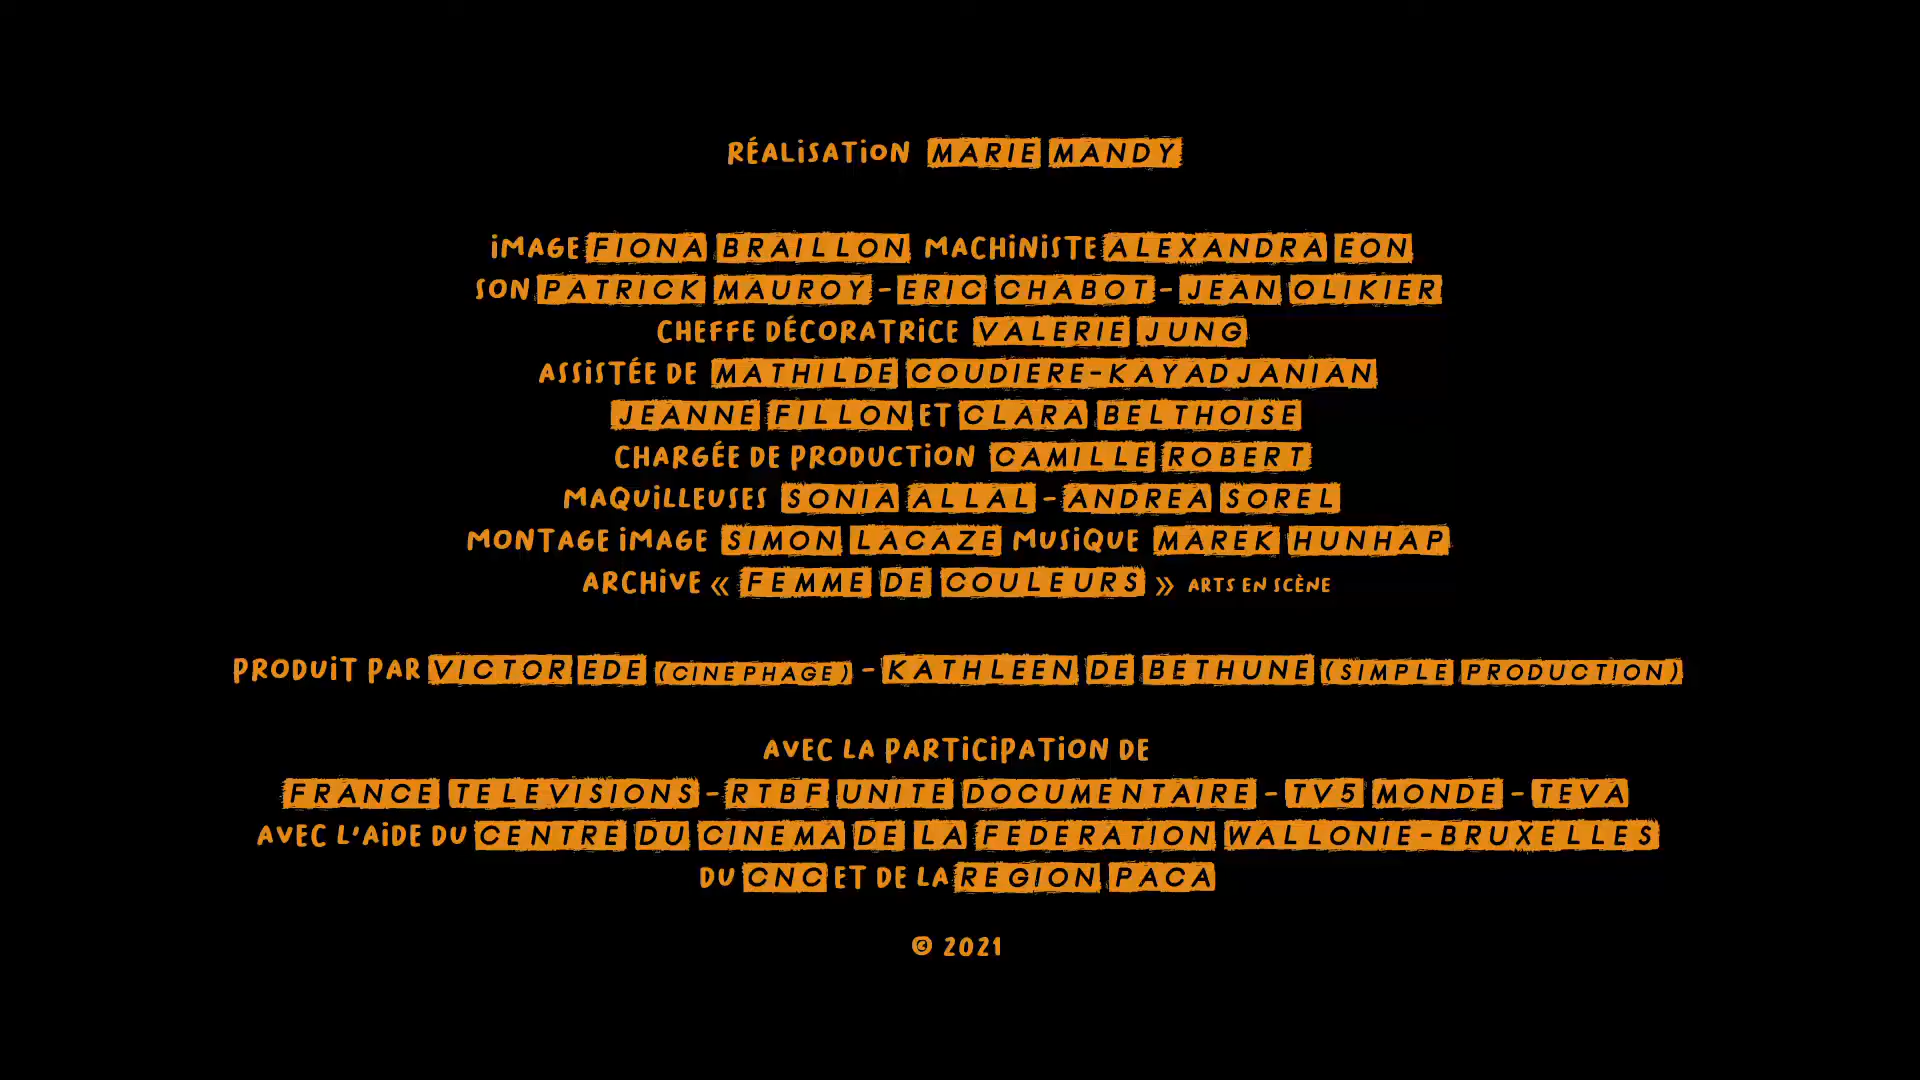 RÉALISATION MARIE MANDY
IMAGE FIONA BRAILLON MACHINISTE ALEXANDRA EON
SON PATRICK MAUROY - ERIC CHABOT - JEAN OLIKIER
CHEFFE DÉCORATRICE VALERIE JUNG
ASSISTÉE DE MATHILDE COUDIERE-KAYADJANIAN
JEANNE FILLON ET CLARA BELTHOISE
CHARGÉE DE PRODUCTION CAMILLE ROBERT
MAQUILLEUSES SONIA ALLAL - ANDREA SOREL
MONTAGE IMAGE SIMON LACAZE MUSIQUE MAREK HUNHAP
ARCHIVE « FEMME DE COULEURS » ARTS EN SCÈNE
PRODUIT PAR VICTOR EDE (CINEPHAGE) - KATHLEEN DE BETHUNE (SIMPLE PRODUCTION)
AVEC LA PARTICIPATION DE
FRANCE TELEVISIONS - RTBF UNITE DOCUMENTAIRE - TV5 MONDE - TEVA
AVEC L'AIDE DU CENTRE DU CINEMA DE LA FEDERATION WALLONIE-BRUXELLES
DU CNC ET DE LA REGION PACA
© 2021